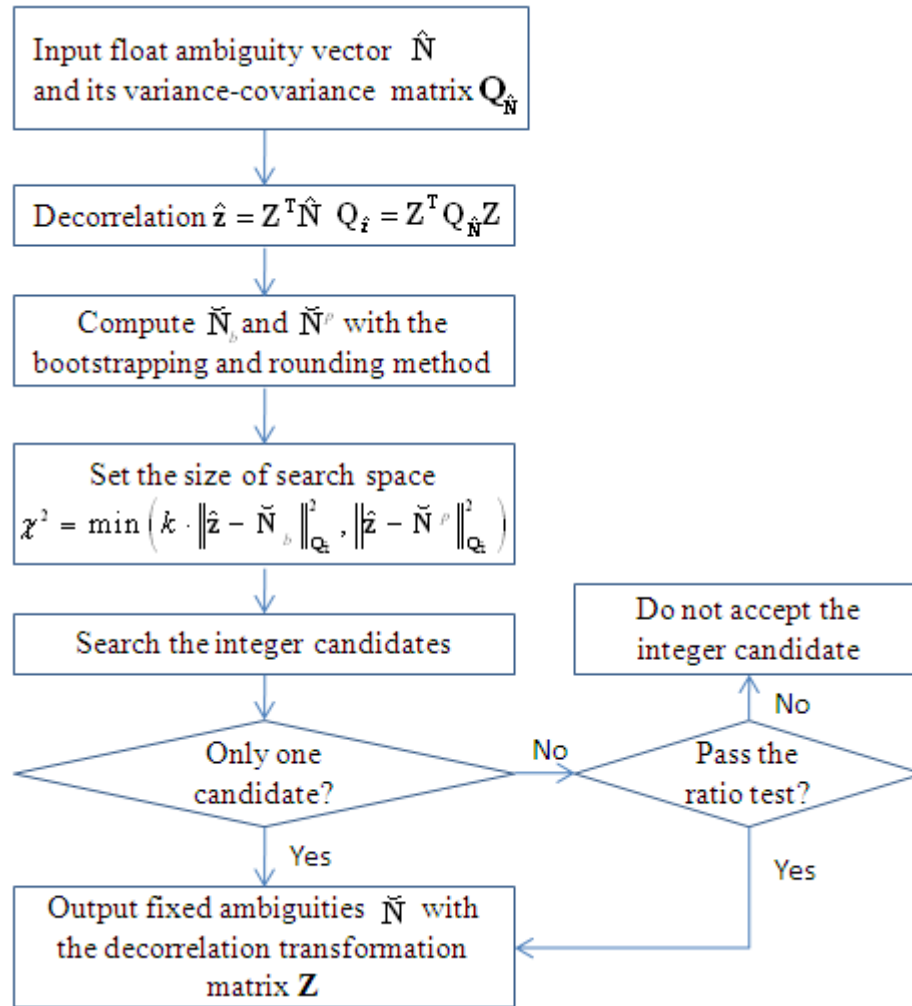 Input float ambiguity vector N̂
and its variance-covariance matrix Q_N̂
Decorrelation ẑ = Z^T N̂ Q_ẑ = Z^T Q_N̂ Z
Compute N̆_b and N̆^p with the
bootstrapping and rounding method
Set the size of search space
χ² = min ( k · ‖ẑ − N̆_b‖²_Qẑ , ‖ẑ − N̆^p‖²_Qẑ )
Search the integer candidates
Do not accept the
integer candidate
No
Only one
candidate?
No
Pass the
ratio test?
Yes
Yes
Output fixed ambiguities N̆ with
the decorrelation transformation
matrix Z